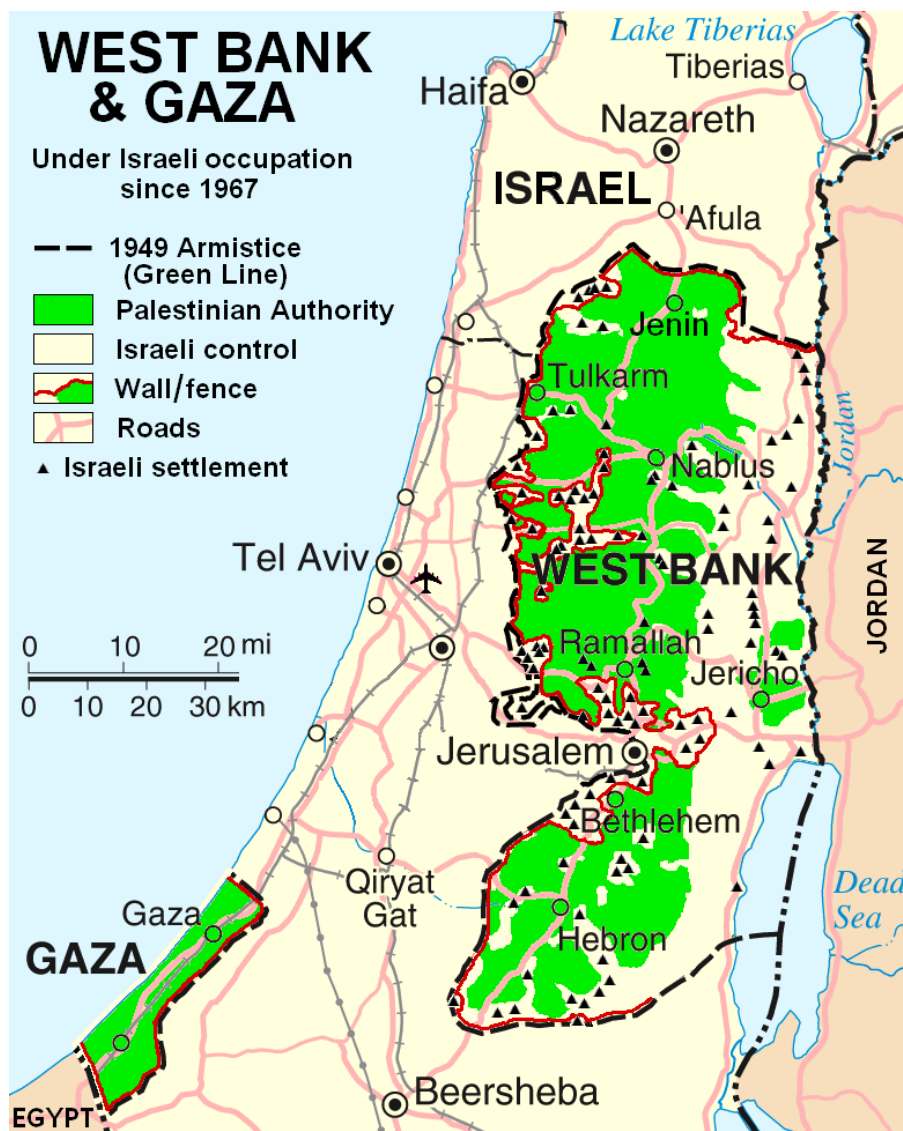 WEST BANK
& GAZA
Under Israeli occupation
since 1967
1949 Armistice
(Green Line)
Palestinian Authority
Israeli control
Wall/fence
Roads
Israeli settlement
Lake Tiberias
Tiberias
Haifa
Nazareth
ISRAEL
'Afula
Jenin
Tulkarm
Nablus
Jordan
Tel Aviv
WEST BANK
JORDAN
0 10 20 mi
0 10 20 30 km
Ramallah
Jericho
Jerusalem
Bethlehem
Qiryat
Gat
Dead
Sea
Gaza
GAZA
Hebron
Beersheba
EGYPT